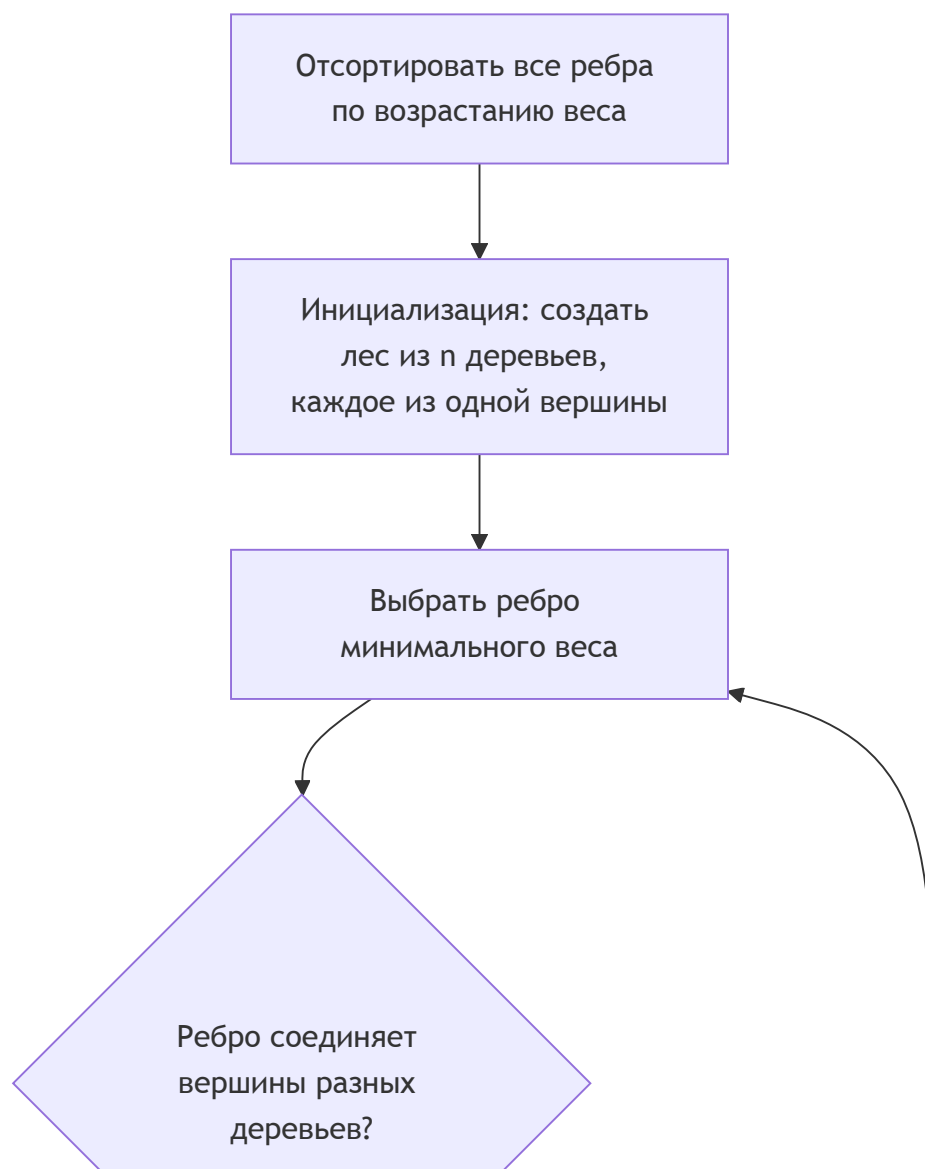 Отсортировать все ребра
по возрастанию веса
Инициализация: создать
лес из n деревьев,
каждое из одной вершины
Выбрать ребро
минимального веса
Ребро соединяет
вершины разных
деревьев?